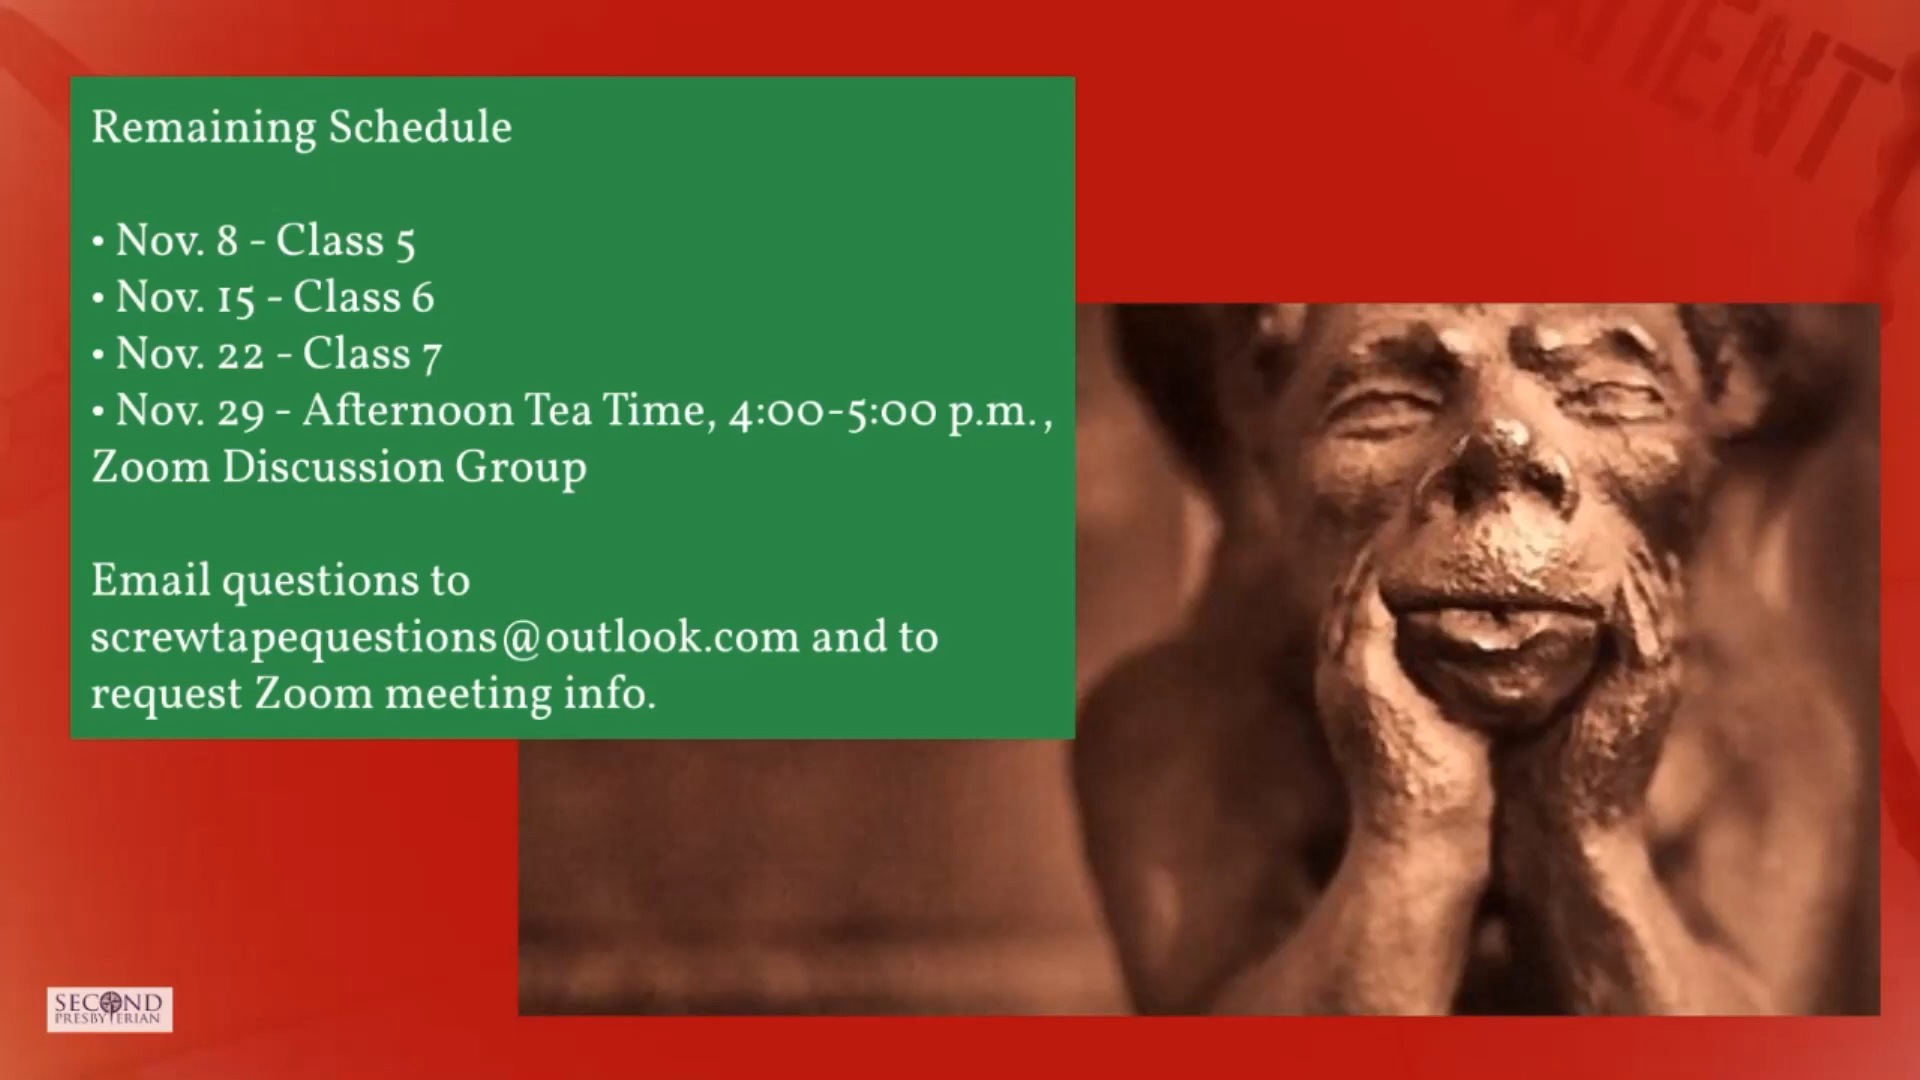 Remaining Schedule
• Nov. 8 - Class 5
• Nov. 15 - Class 6
• Nov. 22 - Class 7
• Nov. 29 - Afternoon Tea Time, 4:00-5:00 p.m.,
Zoom Discussion Group
Email questions to
screwtapequestions@outlook.com and to
request Zoom meeting info.
SECOND
PRESBYTERIAN